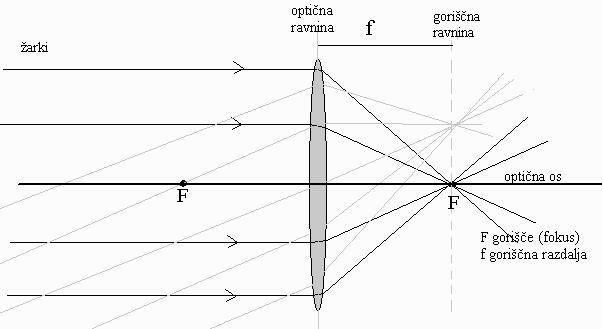 optična
ravnina
f
goriščna
ravnina
žarki
optična os
F
F
F gorišče (fokus)
f goriščna razdalja